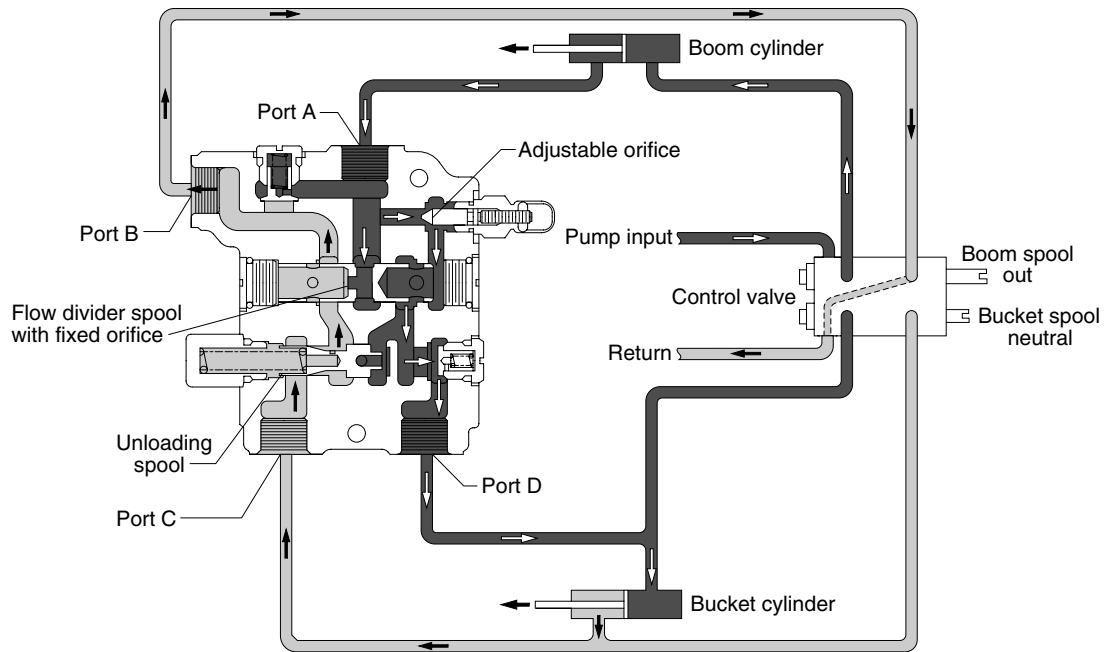 Boom cylinder
Port A
Adjustable orifice
Port B
Pump input
Boom spool
out
Control valve
Flow divider spool
with fixed orifice
Bucket spool
neutral
Return
Unloading
spool
Port D
Port C
Bucket cylinder